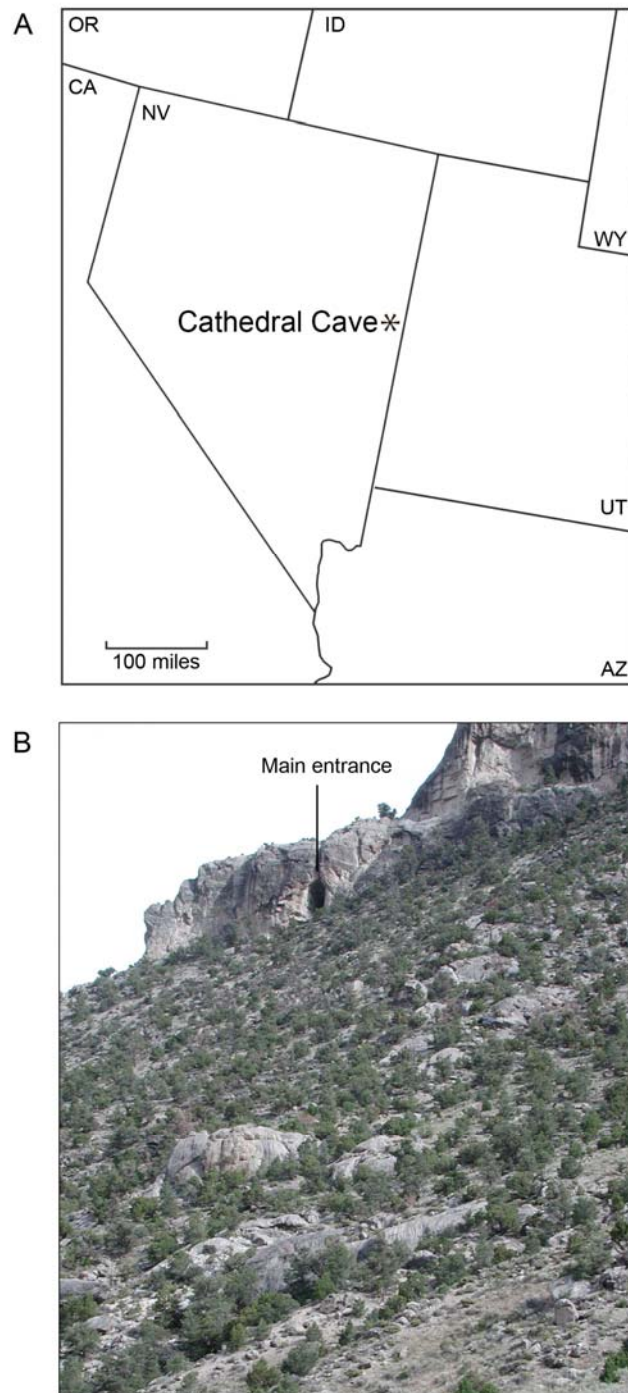 A
OR
ID
CA
NV
WY
Cathedral Cave*
UT
100 miles
AZ
B
Main entrance